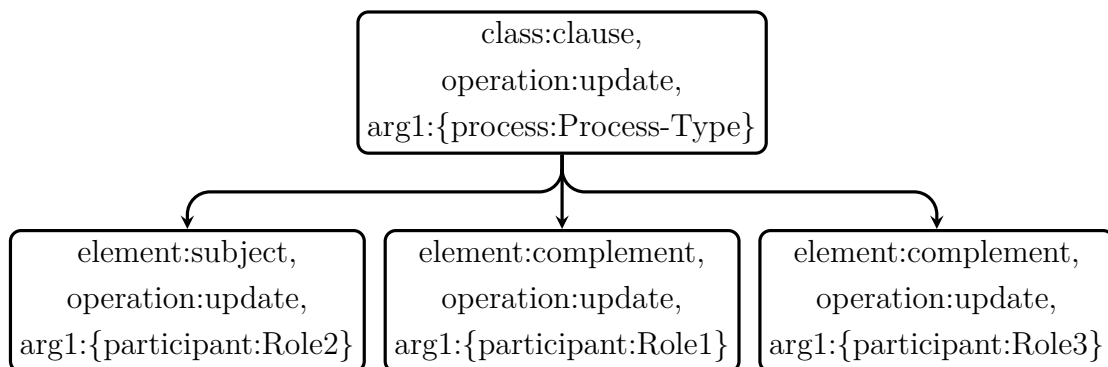 class:clause,
operation:update,
arg1:{process:Process-Type}
element:subject,
operation:update,
arg1:{participant:Role2}
element:complement,
operation:update,
arg1:{participant:Role1}
element:complement,
operation:update,
arg1:{participant:Role3}